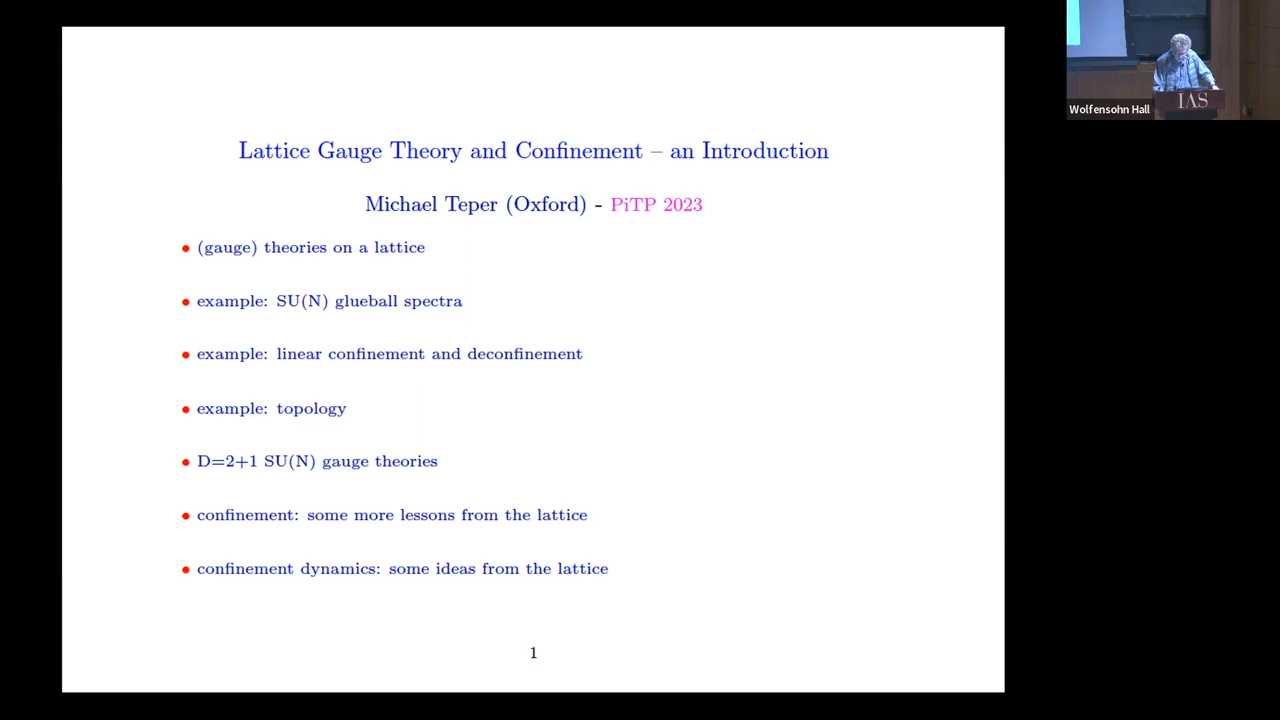 Lattice Gauge Theory and Confinement – an Introduction
Michael Teper (Oxford) - PiTP 2023
• (gauge) theories on a lattice
• example: SU(N) glueball spectra
• example: linear confinement and deconfinement
• example: topology
• D=2+1 SU(N) gauge theories
• confinement: some more lessons from the lattice
• confinement dynamics: some ideas from the lattice
1
Wolfensohn Hall
IAS